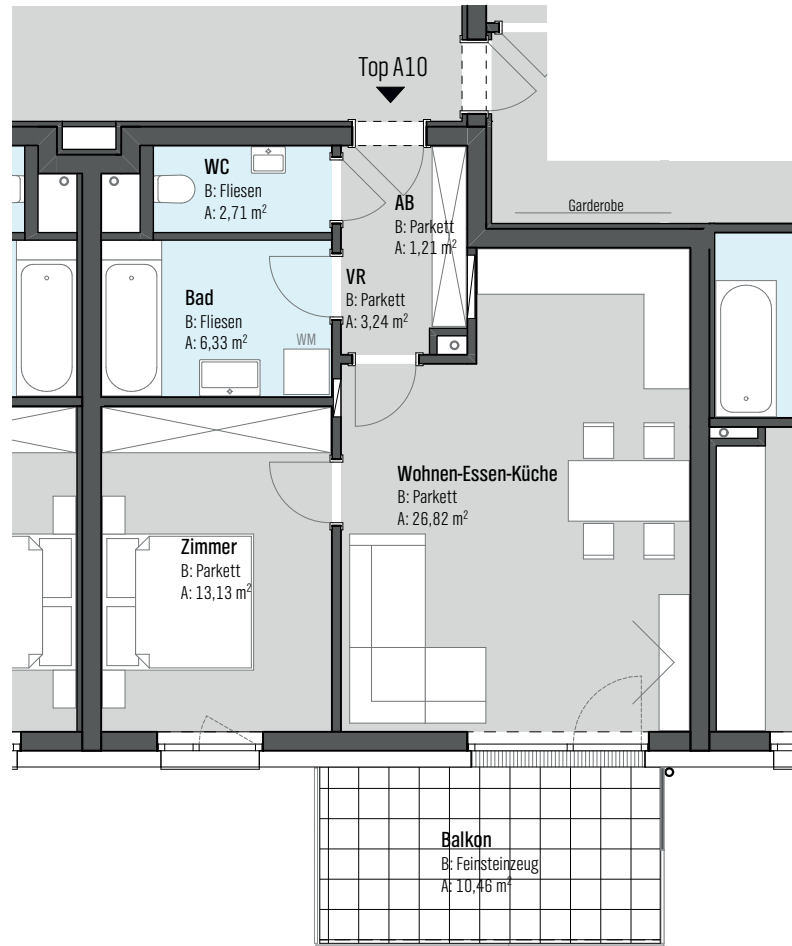 Top A10
WC
B: Fliesen
A: 2,71 m²
AB
B: Parkett
A: 1,21 m²
Garderobe
VR
B: Parkett
A: 3,24 m²
Bad
B: Fliesen
A: 6,33 m²
WM
Wohnen-Essen-Küche
B: Parkett
A: 26,82 m²
Zimmer
B: Parkett
A: 13,13 m²
Balkon
B: Feinsteinzeug
A: 10,46 m²